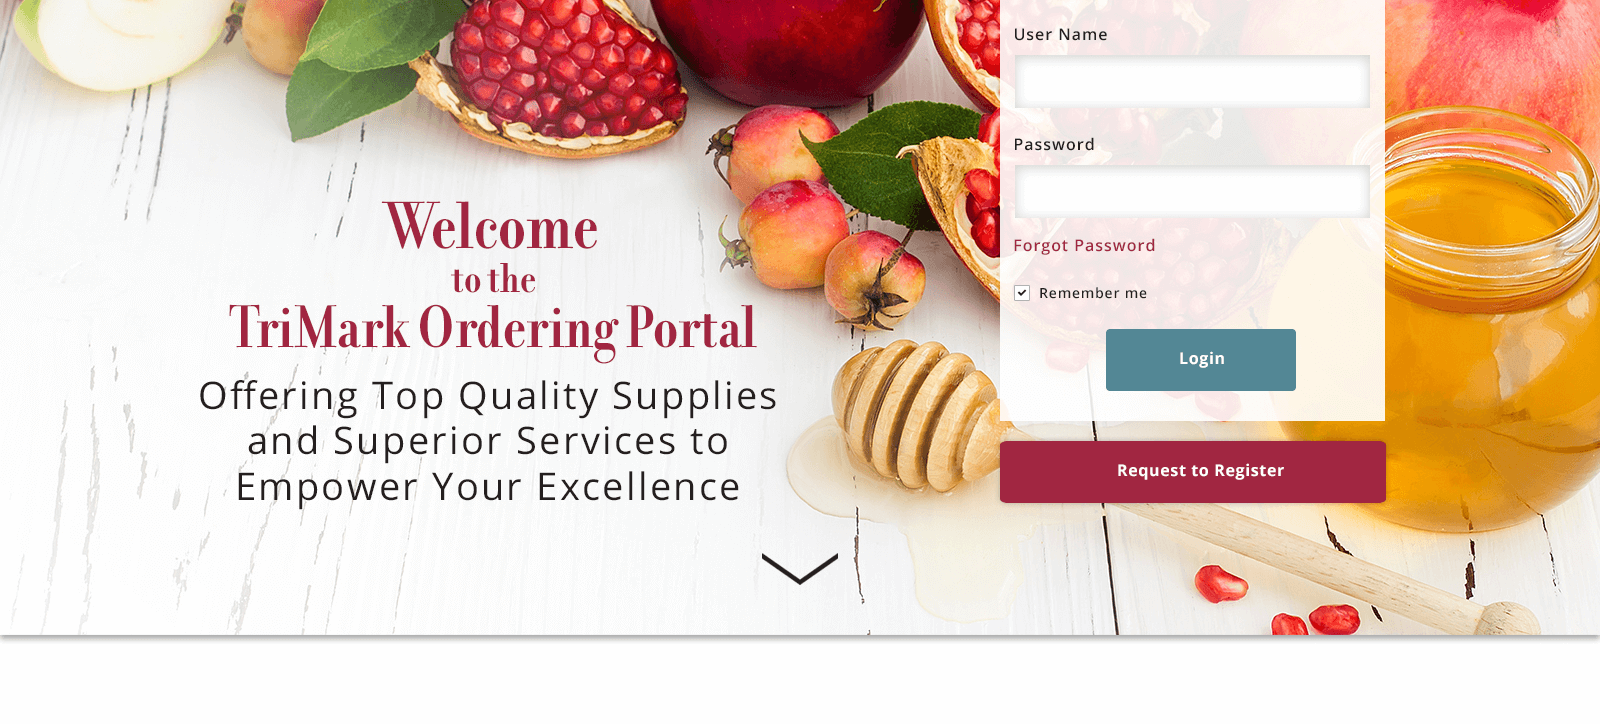 Welcome
to the
TriMark Ordering Portal
Offering Top Quality Supplies
and Superior Services to
Empower Your Excellence
User Name
Password
Forgot Password
Remember me
Login
Request to Register